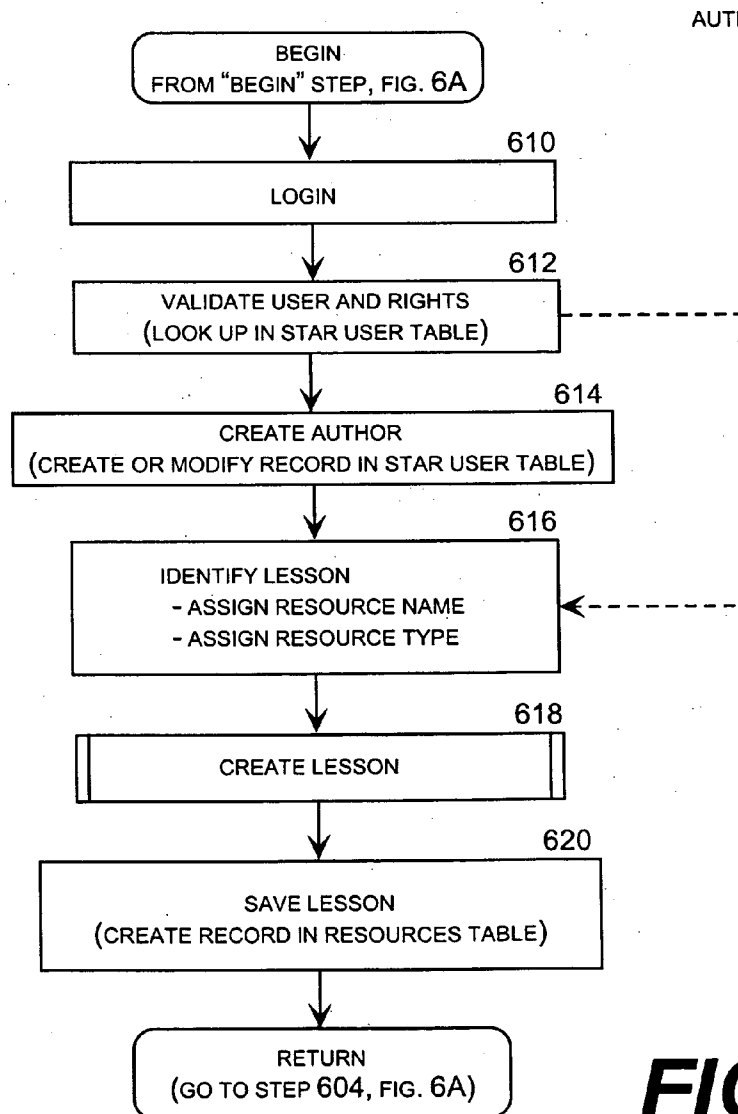 AUTH
BEGIN
FROM “BEGIN” STEP, FIG. 6A
610
LOGIN
612
VALIDATE USER AND RIGHTS
(LOOK UP IN STAR USER TABLE)
614
CREATE AUTHOR
(CREATE OR MODIFY RECORD IN STAR USER TABLE)
616
IDENTIFY LESSON
- ASSIGN RESOURCE NAME
- ASSIGN RESOURCE TYPE
618
CREATE LESSON
620
SAVE LESSON
(CREATE RECORD IN RESOURCES TABLE)
RETURN
(GO TO STEP 604, FIG. 6A)
FIG